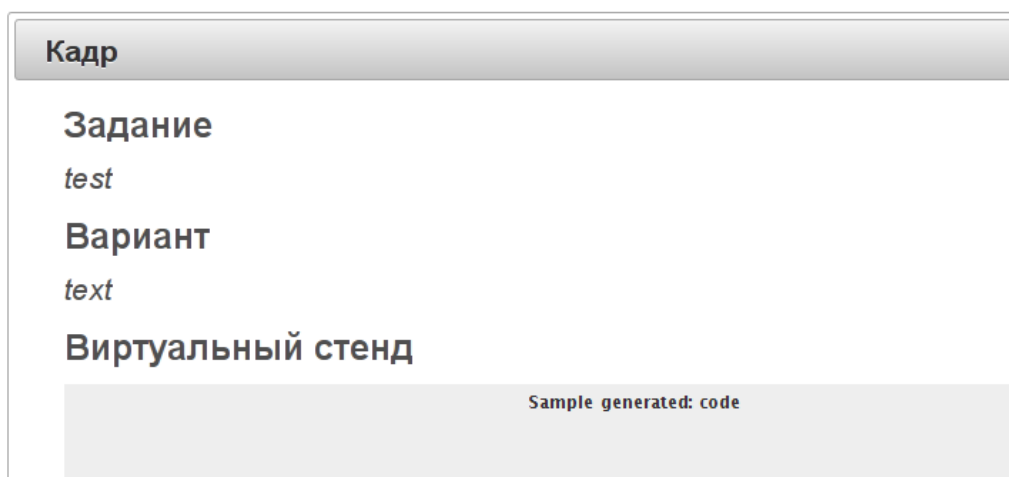 Кадр
Задание
test
Вариант
text
Виртуальный стенд
Sample generated: code